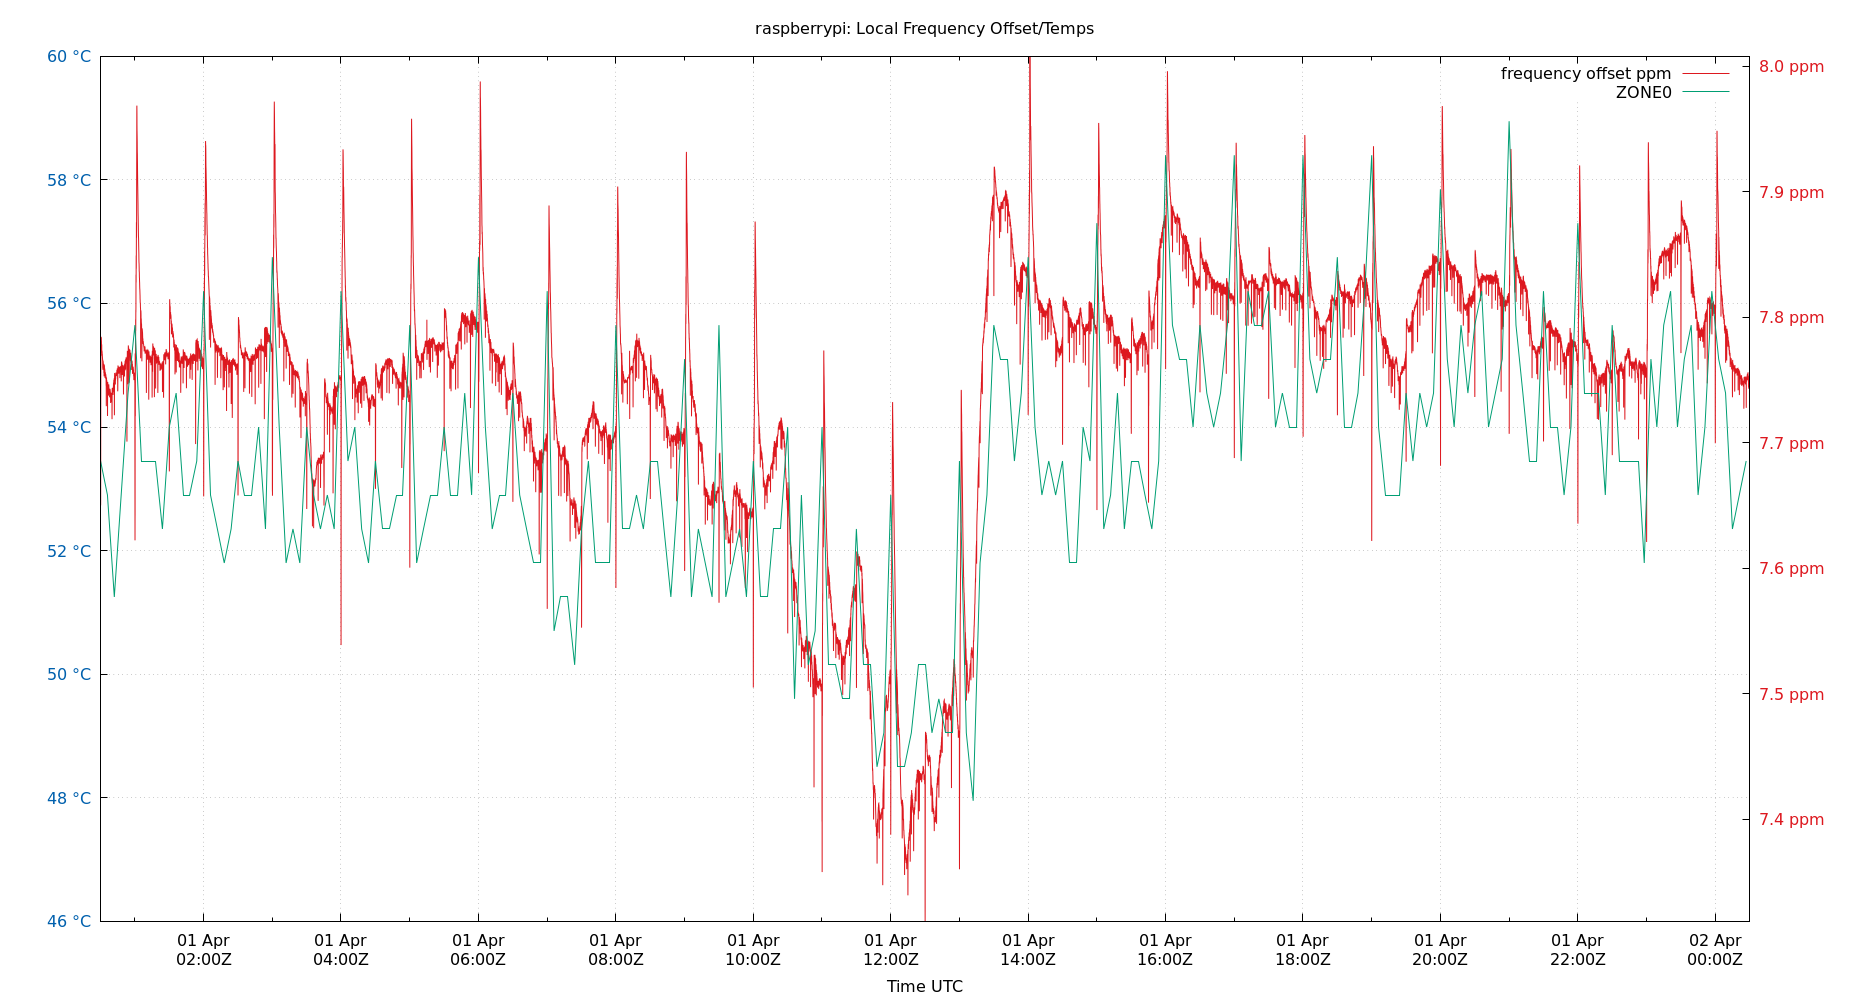 raspberrypi: Local Frequency Offset/Temps
60 °C
58 °C
56 °C
54 °C
52 °C
50 °C
48 °C
46 °C
frequency offset ppm
ZONE0
8.0 ppm
7.9 ppm
7.8 ppm
7.7 ppm
7.6 ppm
7.5 ppm
7.4 ppm
01 Apr 01 Apr 01 Apr 01 Apr 01 Apr 01 Apr 01 Apr 01 Apr 01 Apr 01 Apr 01 Apr 02 Apr
02:00Z 04:00Z 06:00Z 08:00Z 10:00Z 12:00Z 14:00Z 16:00Z 18:00Z 20:00Z 22:00Z 00:00Z
Time UTC